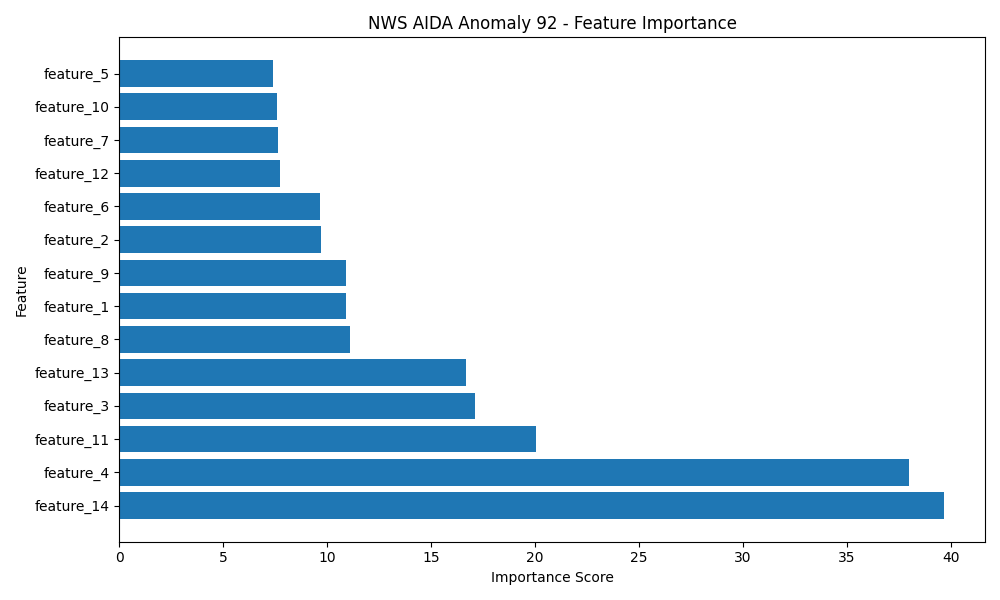 NWS AIDA Anomaly 92 - Feature Importance
feature_5
feature_10
feature_7
feature_12
feature_6
feature_2
feature_9
feature_1
feature_8
feature_13
feature_3
feature_11
feature_4
feature_14
Feature
0 5 10 15 20 25 30 35 40
Importance Score